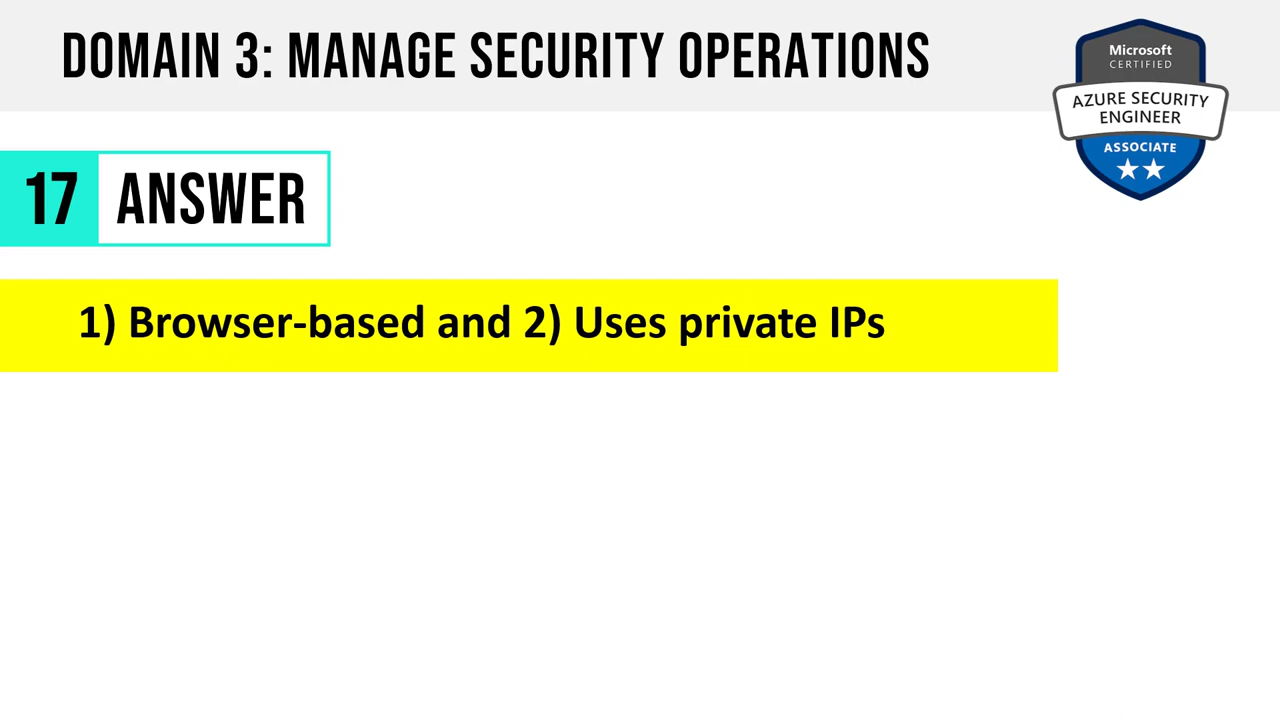 DOMAIN 3: MANAGE SECURITY OPERATIONS
Microsoft
CERTIFIED
AZURE SECURITY
ENGINEER
ASSOCIATE
17 ANSWER
1) Browser-based and 2) Uses private IPs